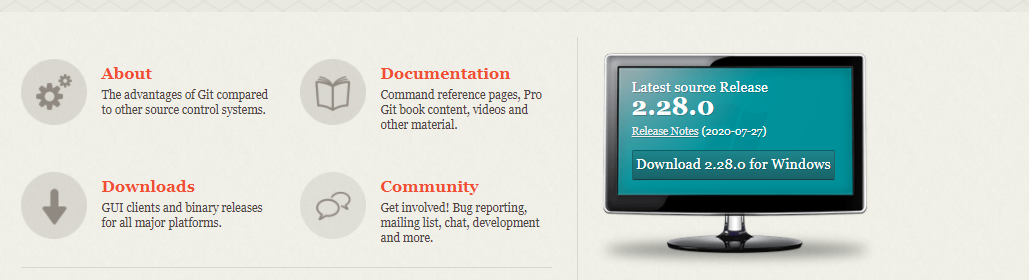 About
The advantages of Git compared
to other source control systems.
Documentation
Command reference pages, Pro
Git book content, videos and
other material.
Downloads
GUI clients and binary releases
for all major platforms.
Community
Get involved! Bug reporting,
mailing list, chat, development
and more.
Latest source Release
2.28.0
Release Notes (2020-07-27)
Download 2.28.0 for Windows